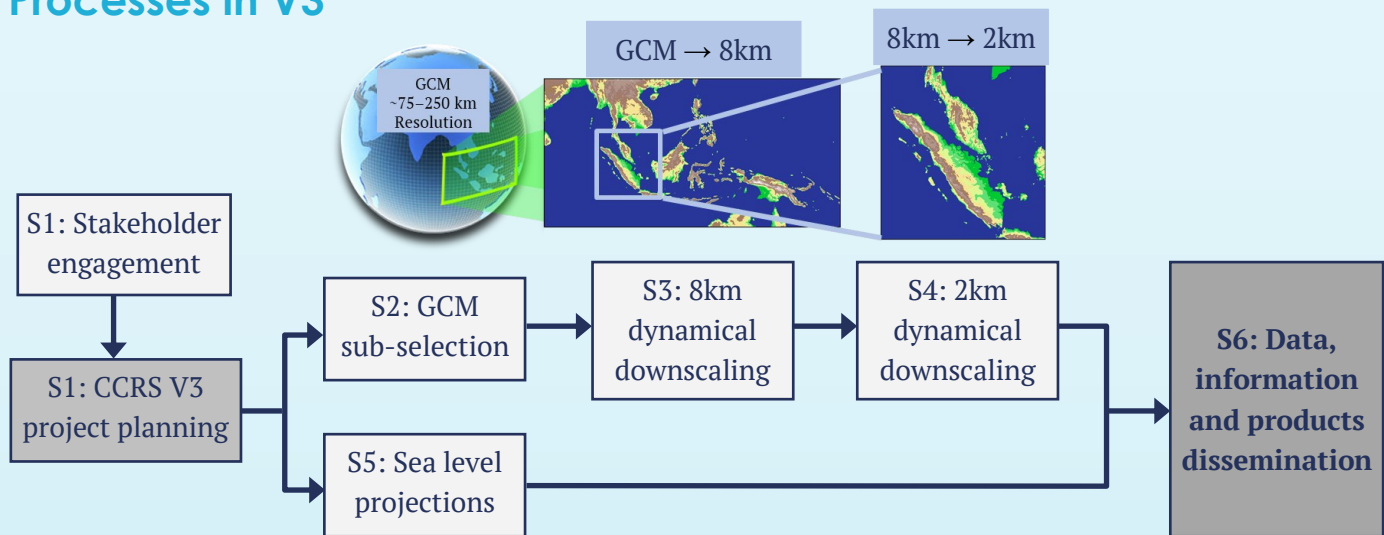 Processes in V3
GCM → 8km
8km → 2km
GCM
~75–250 km
Resolution
S1: Stakeholder
engagement
S1: CCRS V3
project planning
S2: GCM
sub-selection
S3: 8km
dynamical
downscaling
S4: 2km
dynamical
downscaling
S5: Sea level
projections
S6: Data,
information
and products
dissemination